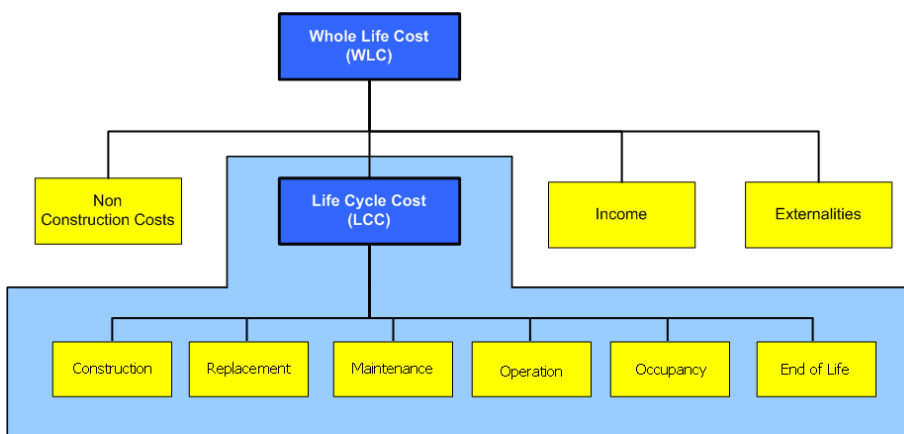 Whole Life Cost
(WLC)
Non
Construction Costs
Life Cycle Cost
(LCC)
Income
Externalities
Construction
Replacement
Maintenance
Operation
Occupancy
End of Life